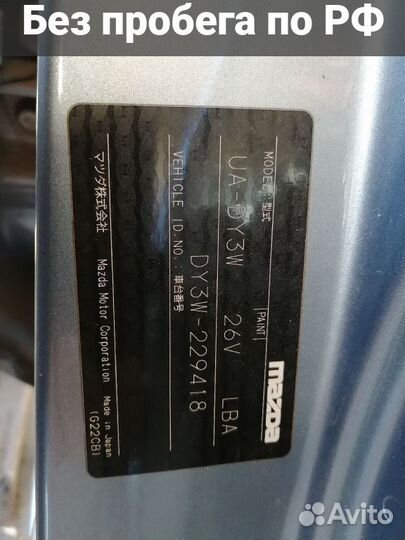 Без пробега по РФ
mazda
MODEL 型式 |PAINT|
UA-DY3W 26V LBA
VEHICLE ID.NO.: 車台番号
DY3W-229418
マツダ株式会社 Mazda Motor Corporation Made in Japan
(G22CB)
Avito